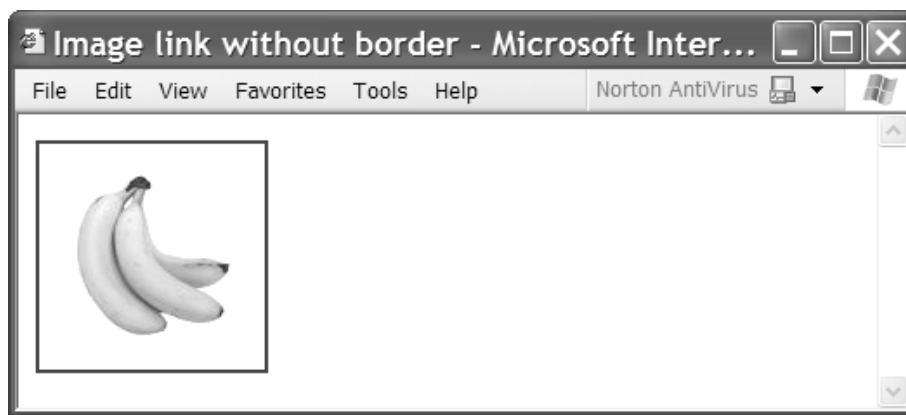 Image link without border - Microsoft Inter...
File Edit View Favorites Tools Help Norton AntiVirus